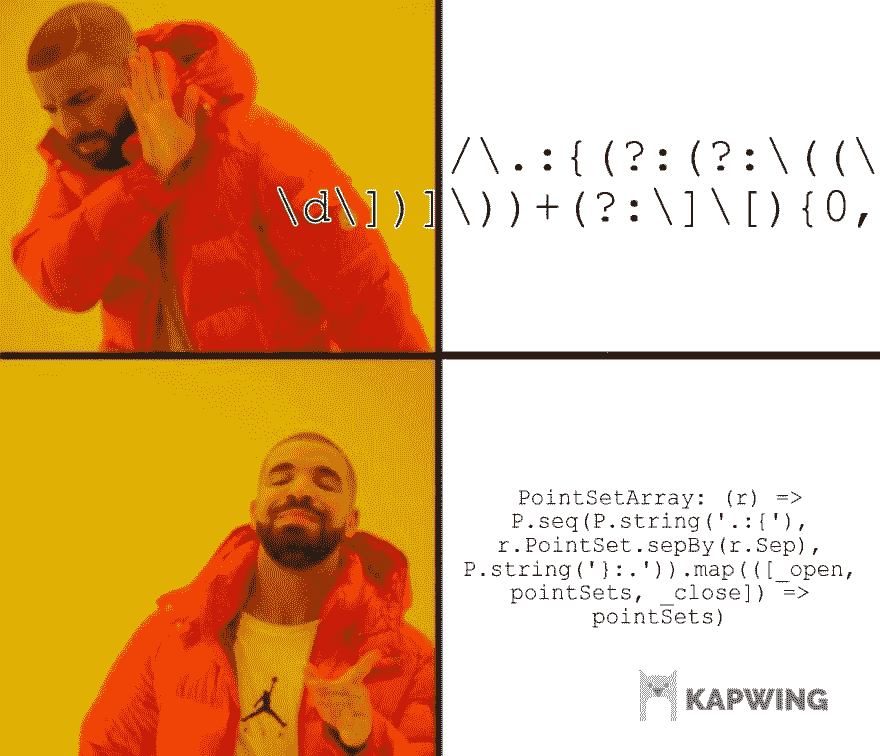 /\.:{(?:(?:\((\
\d\])]\))+(?:\]\[){0,
PointSetArray: (r) =>
P.seq(P.string('.:{'),
r.PointSet.sepBy(r.Sep),
P.string('}:.')).map(([_open,
pointSets, _close]) =>
pointSets)
KAPWING